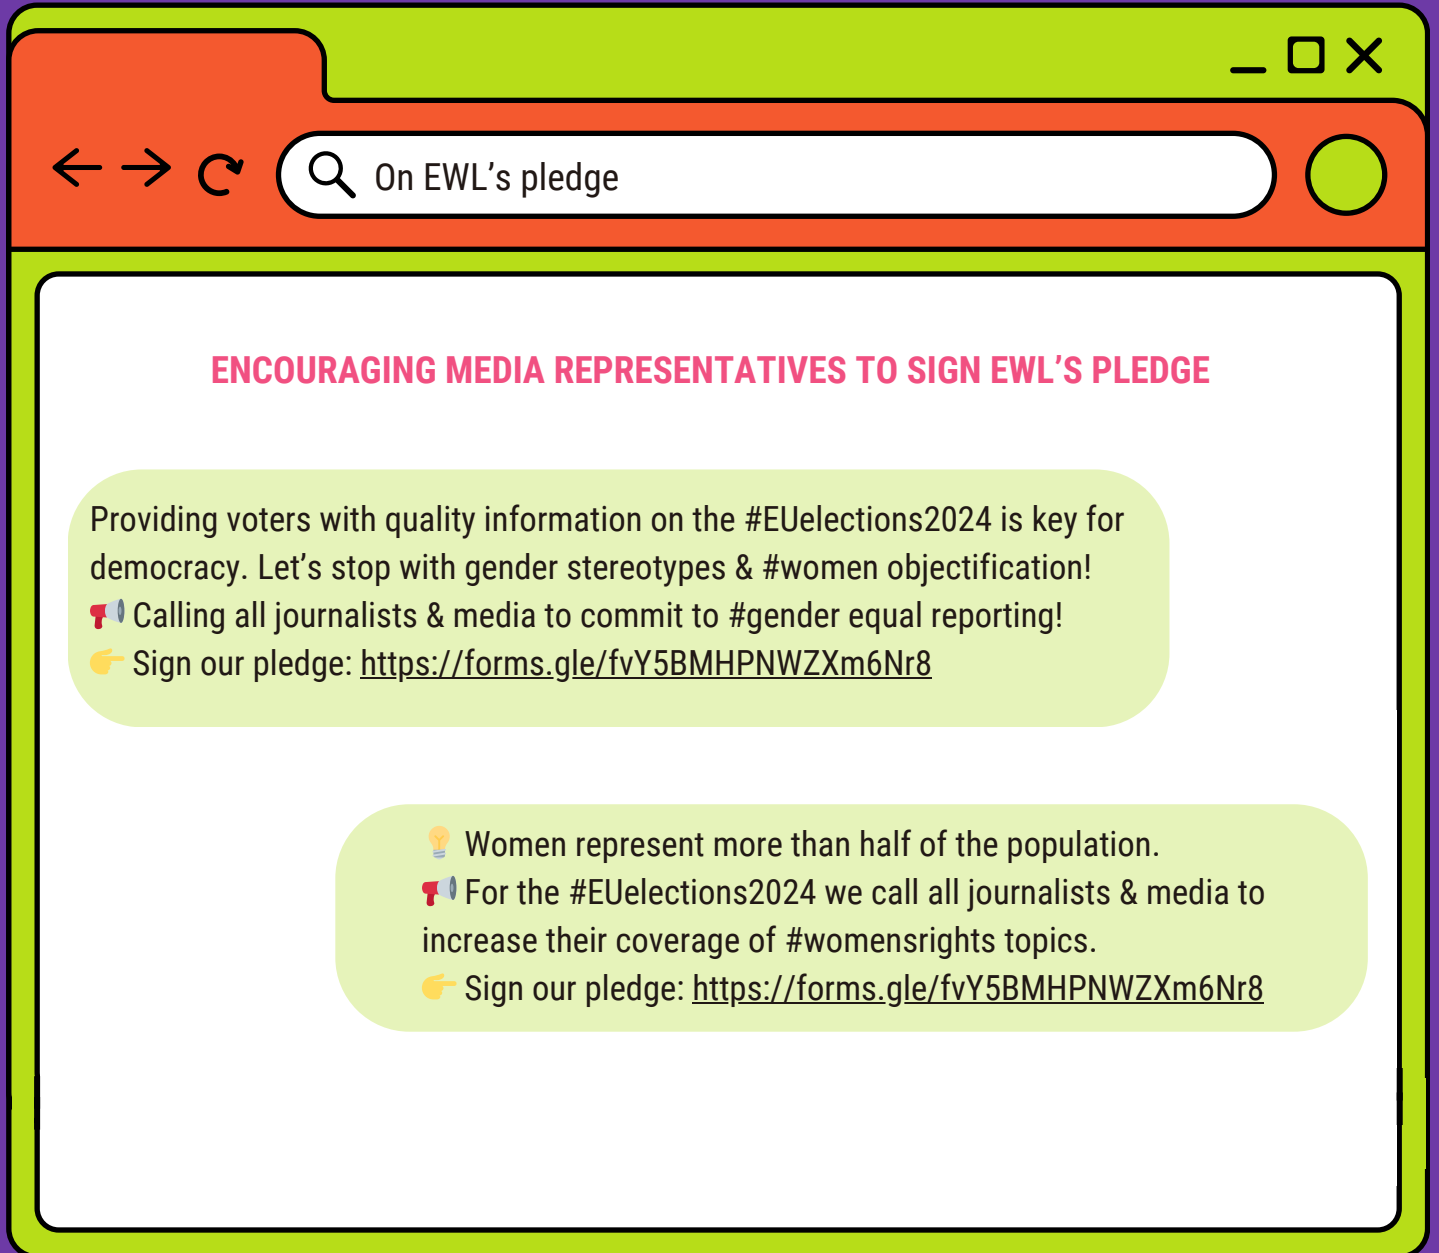 On EWL’s pledge
ENCOURAGING MEDIA REPRESENTATIVES TO SIGN EWL’S PLEDGE
Providing voters with quality information on the #EUelections2024 is key for
democracy. Let’s stop with gender stereotypes & #women objectification!
📢 Calling all journalists & media to commit to #gender equal reporting!
👉 Sign our pledge: https://forms.gle/fvY5BMHPNWZXm6Nr8
💡 Women represent more than half of the population.
📢 For the #EUelections2024 we call all journalists & media to
increase their coverage of #womensrights topics.
👉 Sign our pledge: https://forms.gle/fvY5BMHPNWZXm6Nr8